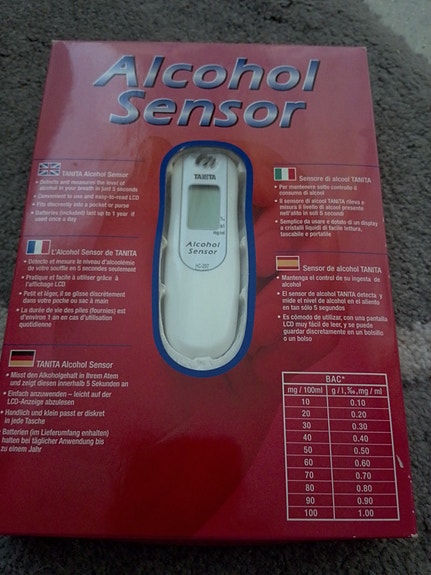 Alcohol
Sensor
TANITA Alcohol Sensor
• Detects and measures the level of
alcohol in your breath in just 5 seconds
• Convenient to use and easy-to-read LCD
• Fits discreetly into a pocket or purse
• Batteries (included) last up to 1 year if
used once a day
L'Alcohol Sensor de TANITA
• Détecte et mesure le niveau d'alcoolémie
de votre souffle en 5 secondes seulement
• Pratique et facile à utiliser grâce à
l'affichage LCD
• Petit et léger, il se glisse discrètement
dans votre poche ou sac à main
• La durée de vie des piles (fournies) est
d'environ 1 an en cas d'utilisation
quotidienne
TANITA Alcohol Sensor
• Misst den Alkoholgehalt in Ihrem Atem
und zeigt diesen innerhalb 5 Sekunden an
• Einfach anzuwenden – leicht auf der
LCD-Anzeige abzulesen
• Handlich und klein passt er diskret
in jede Tasche
• Batterien (im Lieferumfang enhalten)
halten bei täglicher Anwendung bis
zu einem Jahr
TANITA
mg/l
Alcohol
Sensor
HC-207
Sensore di alcol TANITA
• Per mantenere sotto controllo il
consumo di alcool
• Il sensore di alcol TANITA rileva e
misura il livello di alcool presente
nell'alito in soli 5 secondi
• Semplice da usare e dotato di un display
a cristalli liquidi di facile lettura,
tascabile e portatile
Sensor de alcohol TANITA
• Mantenga el control de su ingesta de
alcohol
• El sensor de alcohol TANITA detecta y
mide el nivel de alcohol en el aliento
en tan sólo 5 segundos
• Es cómodo de utilizar, con una pantalla
LCD muy fácil de leer, y se puede
guardar discretamente en un bolsillo
o un bolso
BAC*
mg / 100ml g / l, ‰, mg / ml
10 0.10
20 0.20
30 0.30
40 0.40
50 0.50
60 0.60
70 0.70
80 0.80
90 0.90
100 1.00